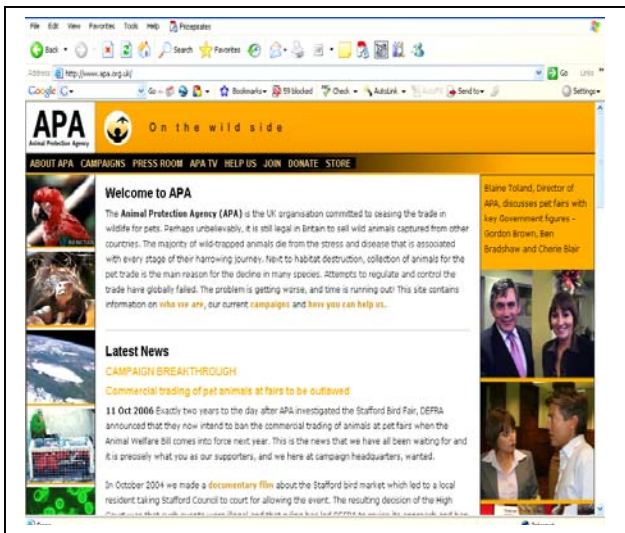 File Edit View Favorites Tools Help
Back Search Favorites
Address http://www.apa.org.uk/ Go Links
Google Go Bookmarks 59 blocked Check AutoLink Send to Settings
APA
Animal Protection Agency
On the wild side
ABOUT APA CAMPAIGNS PRESS ROOM APA TV HELP US JOIN DONATE STORE
Welcome to APA
The Animal Protection Agency (APA) is the UK organisation committed to ceasing the trade in
wildlife for pets. Perhaps unbelievably, it is still legal in Britain to sell wild animals captured from other
countries. The majority of wild-trapped animals die from the stress and disease that is associated
with every stage of their harrowing journey. Next to habitat destruction, collection of animals for the
pet trade is the main reason for the decline in many species. Attempts to regulate and control the
trade have globally failed. The problem is getting worse, and time is running out! This site contains
information on who we are, our current campaigns and how you can help us.
Latest News
CAMPAIGN BREAKTHROUGH
Commercial trading of pet animals at fairs to be outlawed
11 Oct 2006 Exactly two years to the day after APA investigated the Stafford Bird Fair, DEFRA
announced that they now intend to ban the commercial trading of animals at pet fairs when the
Animal Welfare Bill comes into force next year. This is the news that we have all been waiting for and
it is precisely what you as our supporters, and we here at campaign headquarters, wanted.
In October 2004 we made a documentary film about the Stafford bird market which led to a local
resident taking Stafford Council to court for allowing the event. The resulting decision of the High
Blaine Toland, Director of
APA, discusses pet fairs with
key Government figures -
Gordon Brown, Ben
Bradshaw and Cherie Blair